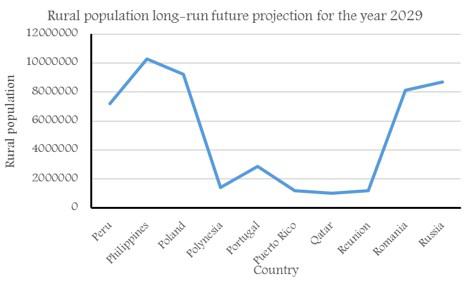 Rural population long-run future projection for the year 2029
Rural population
12000000
10000000
8000000
6000000
4000000
2000000
0
Peru
Philippines
Poland
Polynesia
Portugal
Puerto Rico
Qatar
Reunion
Romania
Russia
Country